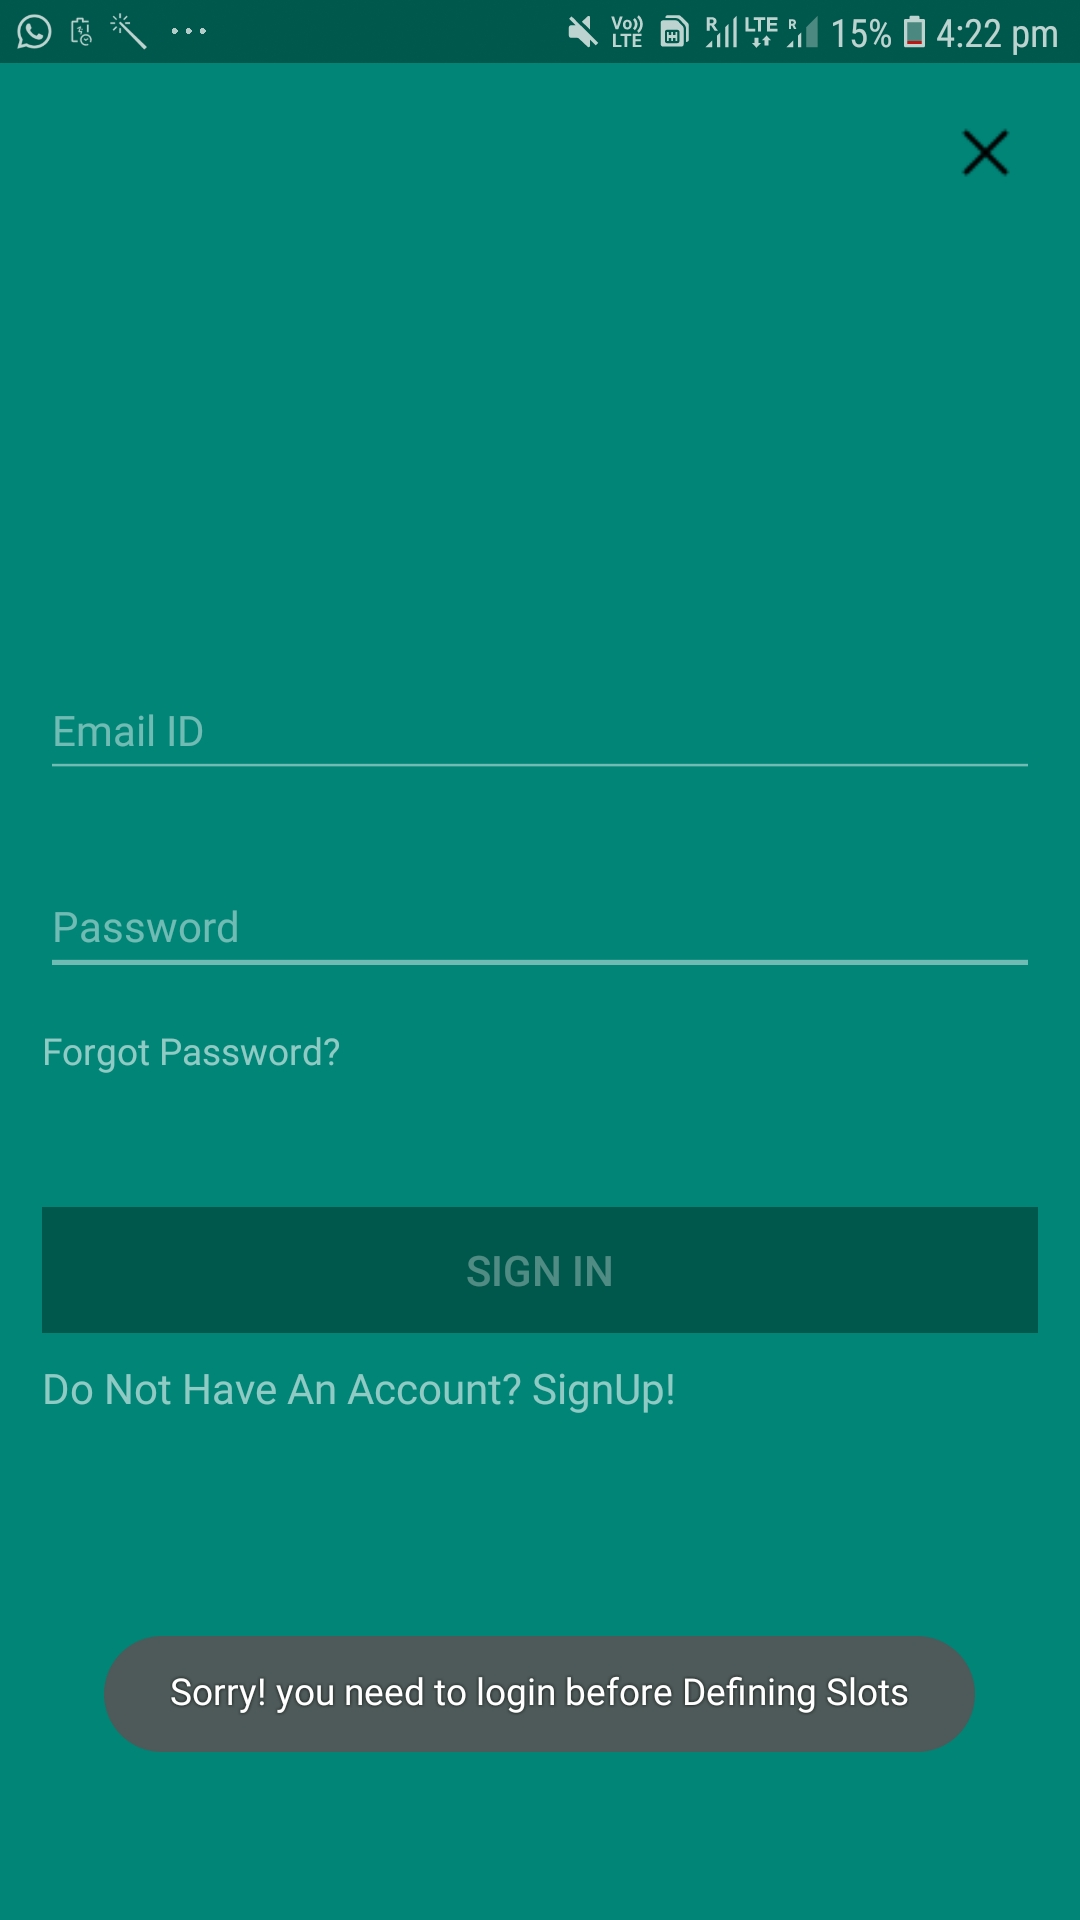 Vo)) LTE R LTE R 15% 4:22 pm
Email ID
Password
Forgot Password?
SIGN IN
Do Not Have An Account? SignUp!
Sorry! you need to login before Defining Slots